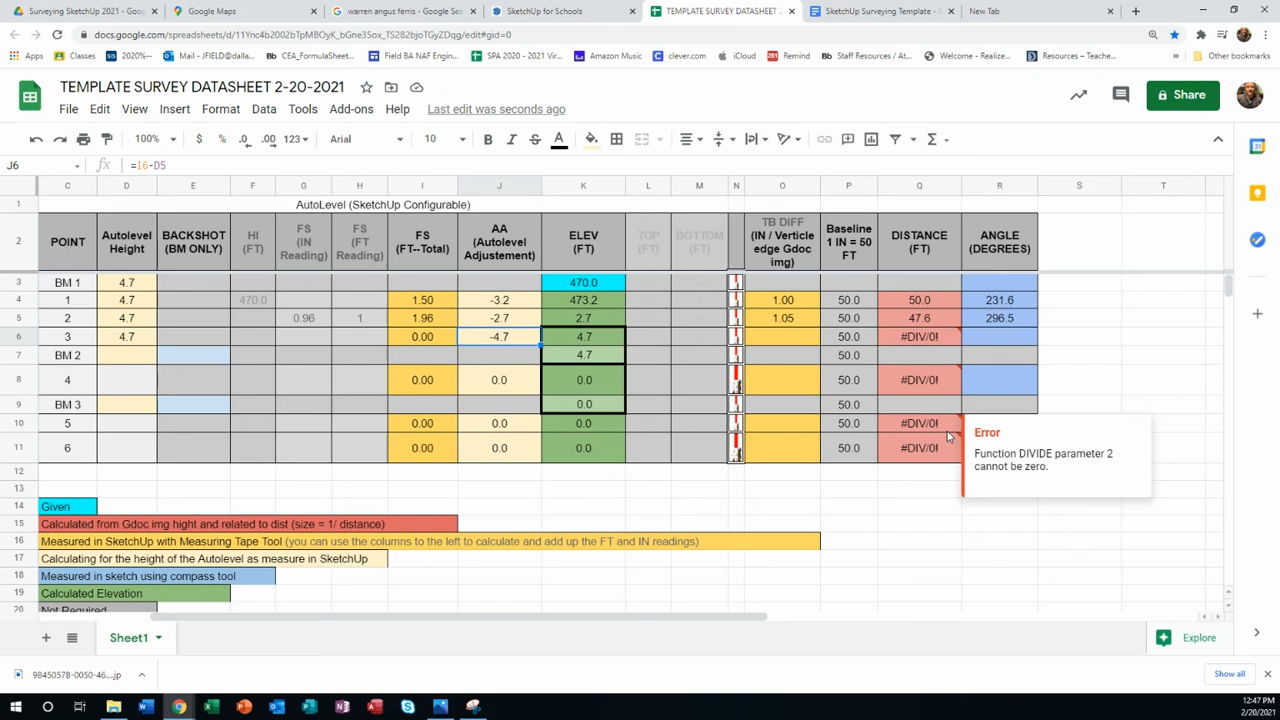 Surveying SketchUp 2021 - Goo
Google Maps
warren angus ferris - Google Sea
SketchUp for Schools
TEMPLATE SURVEY DATASHEET 2
SketchUp Surveying Template - G
New Tab
docs.google.com/spreadsheets/d/11Ync4b2002bTpMBOyK_bGne35ox_TS282bjoTGyZDqg/edit#gid=0
Apps
Classes
2020%--
Mail - JFIELD@dalla...
CEA_FormulaSheet...
Field BA NAF Engin...
SPA 2020 - 2021 Vir...
Amazon Music
clever.com
iCloud
Remind
Staff Resources / A...
Welcome - Realize...
Resources – Teache...
Other bookmarks
TEMPLATE SURVEY DATASHEET 2-20-2021
File Edit View Insert Format Data Tools Add-ons Help Last edit was seconds ago
Share
100% $ % .0 .00 123 Arial 10 B I S A
J6 fx =I6-D5
C D E F G H I J K L M N O P Q R S T
1 AutoLevel (SketchUp Configurable)
2
POINT
Autolevel
Height
BACKSHOT
(BM ONLY)
HI
(FT)
FS
(IN
Reading)
FS
(FT
Reading)
FS
(FT--Total)
AA
(Autolevel
Adjustement)
ELEV
(FT)
TOP
(FT)
BOTTOM
(FT)
TB DIFF
(IN / Verticle
edge Gdoc
img)
Baseline
1 IN = 50
FT
DISTANCE
(FT)
ANGLE
(DEGREES)
3 BM 1 4.7 470.0 - -
4 1 4.7 470.0 1.50 -3.2 473.2 - - 1.00 50.0 50.0 231.6
5 2 4.7 0.96 1 1.96 -2.7 2.7 - - 1.05 50.0 47.6 296.5
6 3 4.7 0.00 -4.7 4.7 50.0 #DIV/0!
7 BM 2 4.7 50.0
8 4 0.00 0.0 0.0 50.0 #DIV/0!
9 BM 3 0.0 50.0
10 5 0.00 0.0 0.0 50.0 #DIV/0!
11 6 0.00 0.0 0.0 50.0 #DIV/0!
Error
Function DIVIDE parameter 2
cannot be zero.
12
13
14 Given
15 Calculated from Gdoc img hight and related to dist (size = 1/ distance)
16 Measured in SketchUp with Measuring Tape Tool (you can use the columns to the left to calculate and add up the FT and IN readings)
17 Calculating for the height of the Autolevel as measure in SketchUp
18 Measured in sketch using compass tool
19 Calculated Elevation
20 Not Required
Sheet1
Explore
9845057B-0050-46....jp
Show all
12:47 PM
2/20/2021